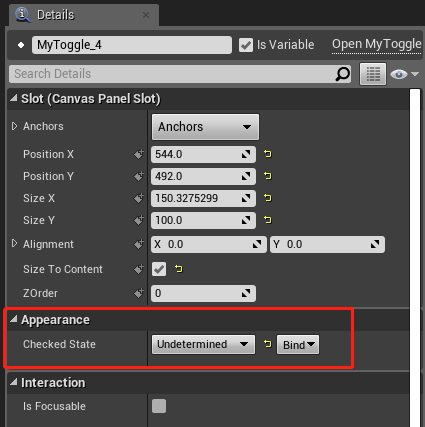 Details
MyToggle_4 Is Variable Open MyToggle
Search Details
Slot (Canvas Panel Slot)
Anchors Anchors
Position X 544.0
Position Y 492.0
Size X 150.3275299
Size Y 100.0
Alignment X 0.0 Y 0.0
Size To Content
ZOrder 0
Appearance
Checked State Undetermined Bind
Interaction
Is Focusable